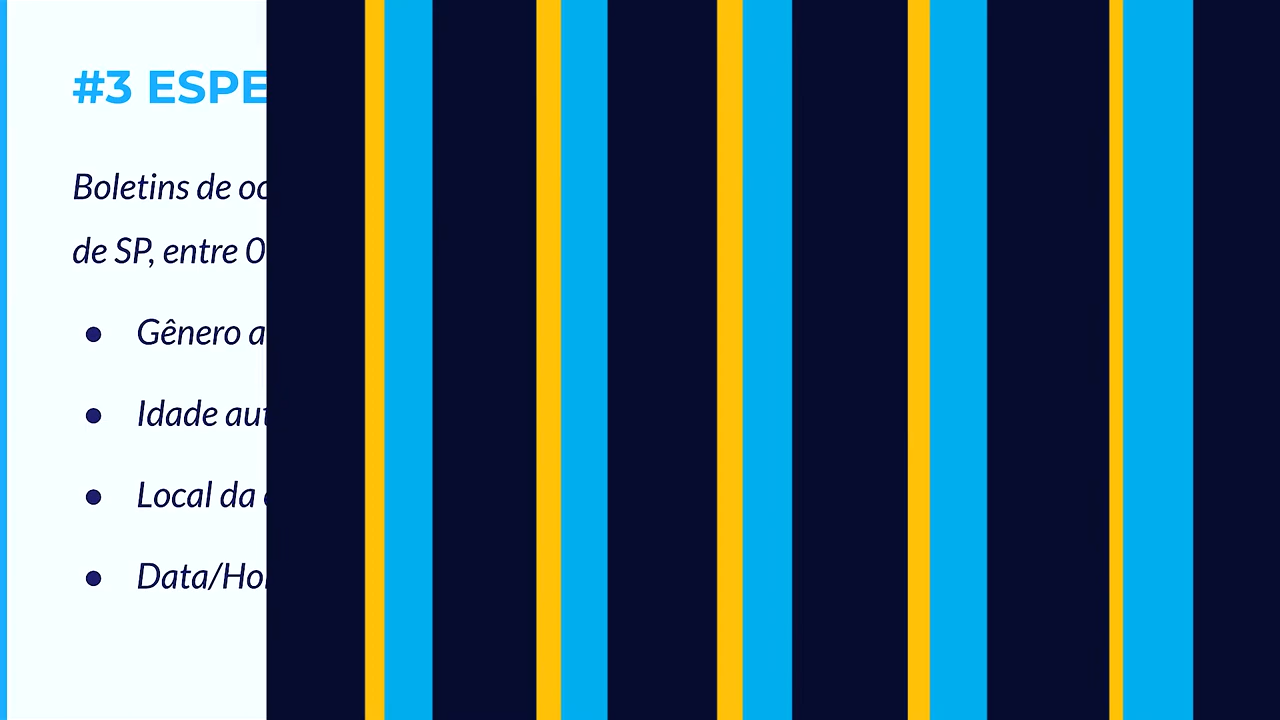 #3 ESPE
Boletins de oc
de SP, entre 0
Gênero a
Idade aut
Local da
Data/Ho